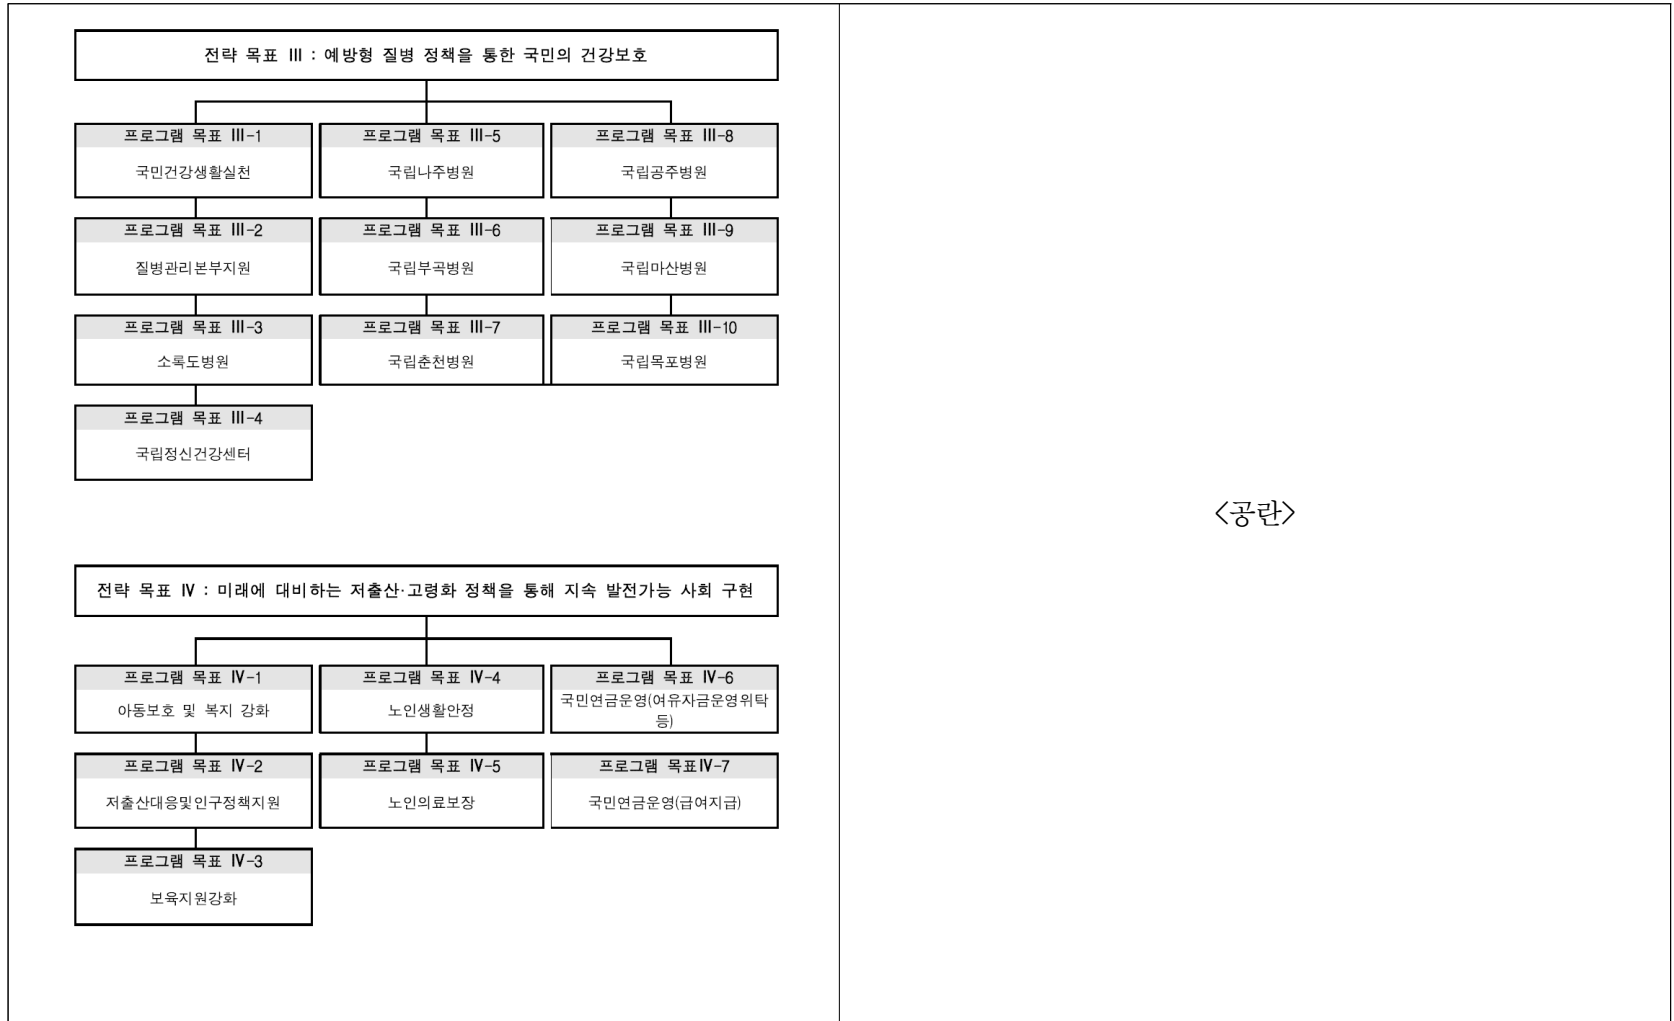 전략 목표 Ⅲ : 예방형 질병 정책을 통한 국민의 건강보호
프로그램 목표 Ⅲ-1
국민건강생활실천
프로그램 목표 Ⅲ-2
질병관리본부지원
프로그램 목표 Ⅲ-3
소록도병원
프로그램 목표 Ⅲ-4
국립정신건강센터
프로그램 목표 Ⅲ-5
국립나주병원
프로그램 목표 Ⅲ-6
국립부곡병원
프로그램 목표 Ⅲ-7
국립춘천병원
프로그램 목표 Ⅲ-8
국립공주병원
프로그램 목표 Ⅲ-9
국립마산병원
프로그램 목표 Ⅲ-10
국립목포병원
전략 목표 Ⅳ : 미래에 대비하는 저출산·고령화 정책을 통해 지속 발전가능 사회 구현
프로그램 목표 Ⅳ-1
아동보호 및 복지 강화
프로그램 목표 Ⅳ-2
저출산대응및인구정책지원
프로그램 목표 Ⅳ-3
보육지원강화
프로그램 목표 Ⅳ-4
노인생활안정
프로그램 목표 Ⅳ-5
노인의료보장
프로그램 목표 Ⅳ-6
국민연금운영(여유자금운영위탁
등)
프로그램 목표Ⅳ-7
국민연금운영(급여지급)
<공란>